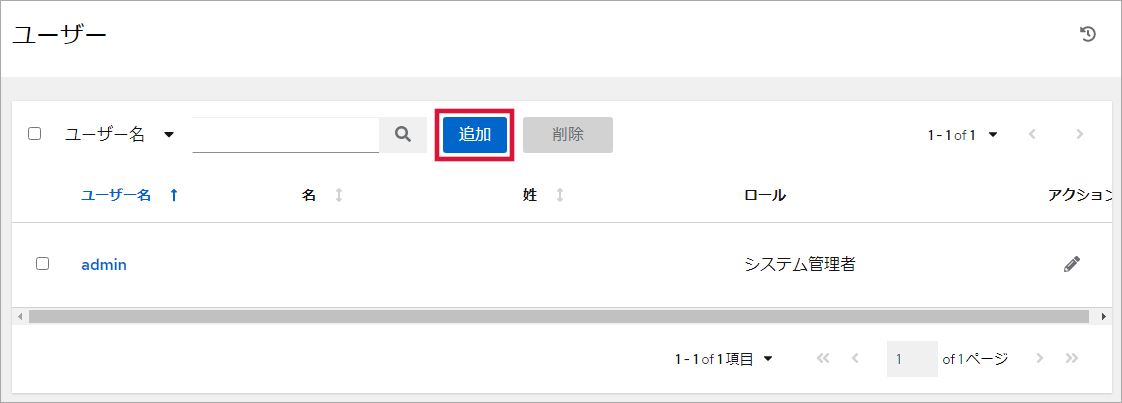 ユーザー
ユーザー名 追加 削除 1 - 1 of 1
ユーザー名 名 姓 ロール アクション
admin システム管理者
1 - 1 of 1 項目 1 of 1 ページ